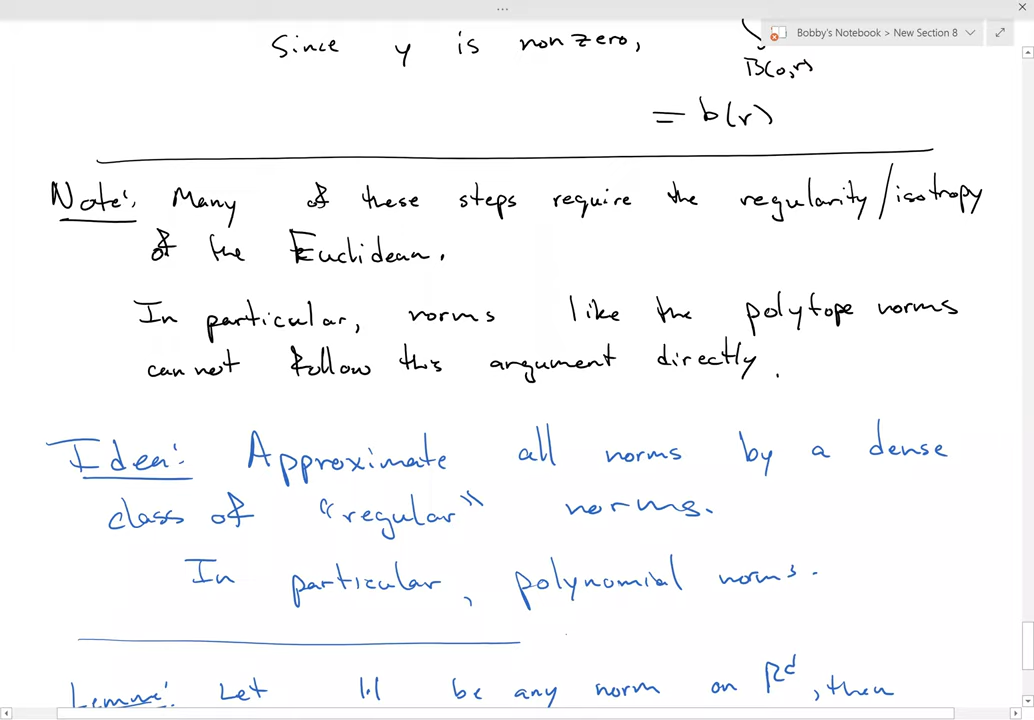 ...
Bobby's Notebook > New Section 8
Since y is nonzero,
B(0,r)
= b(r)
Note: Many of these steps require the regularity/isotropy
of the Euclidean.
In particular, norms like the polytope norms
cannot follow this argument directly.
Idea: Approximate all norms by a dense
class of "regular" norms.
In particular, polynomial norms.
Lemma: Let |.| be any norm on ℝᵈ, then